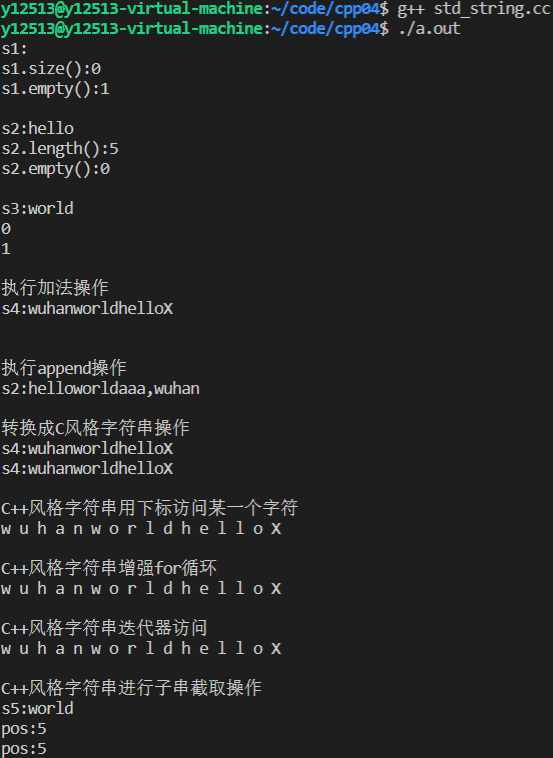 y12513@y12513-virtual-machine:~/code/cpp04$ g++ std_string.cc
y12513@y12513-virtual-machine:~/code/cpp04$ ./a.out
s1:
s1.size():0
s1.empty():1
s2:hello
s2.length():5
s2.empty():0
s3:world
0
1
执行加法操作
s4:wuhanworldhelloX
执行append操作
s2:helloworldaaa,wuhan
转换成C风格字符串操作
s4:wuhanworldhelloX
s4:wuhanworldhelloX
C++风格字符串用下标访问某一个字符
w u h a n w o r l d h e l l o X
C++风格字符串增强for循环
w u h a n w o r l d h e l l o X
C++风格字符串迭代器访问
w u h a n w o r l d h e l l o X
C++风格字符串进行子串截取操作
s5:world
pos:5
pos:5